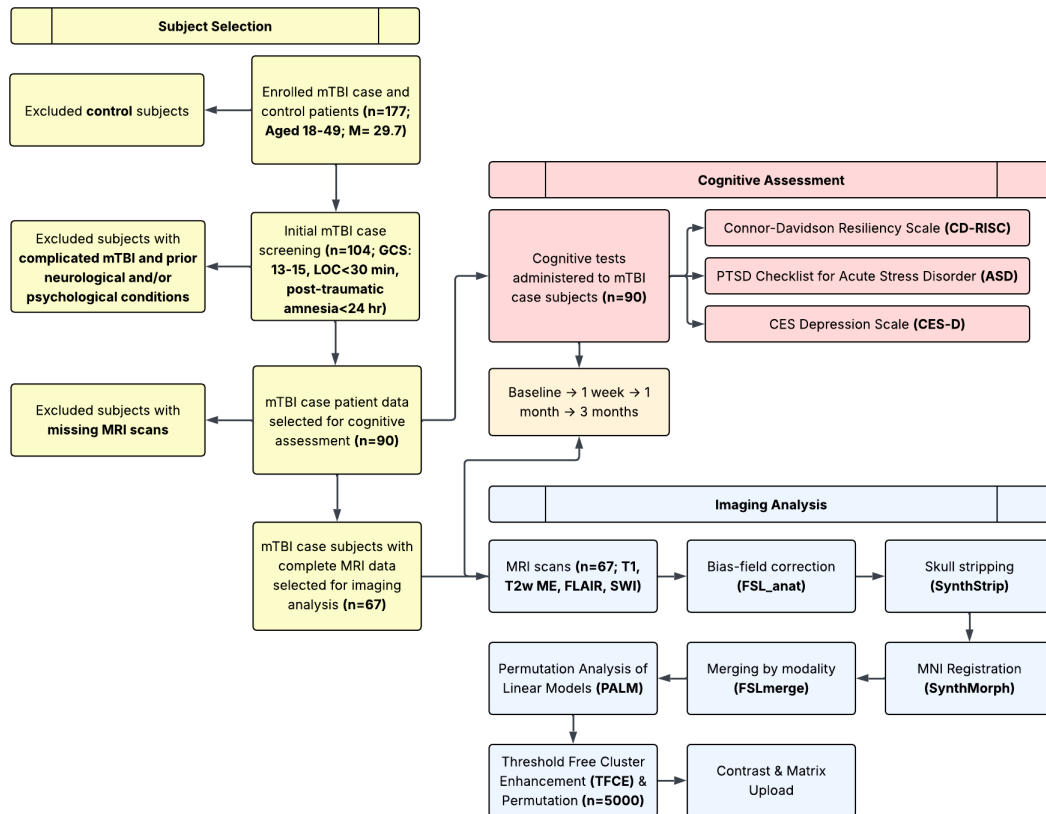 Subject Selection
Excluded control subjects
Enrolled mTBI case and
control patients (n=177;
Aged 18-49; M= 29.7)
Excluded subjects with
complicated mTBI and prior
neurological and/or
psychological conditions
Initial mTBI case
screening (n=104; GCS:
13-15, LOC<30 min,
post-traumatic
amnesia<24 hr)
Excluded subjects with
missing MRI scans
mTBI case patient data
selected for cognitive
assessment (n=90)
mTBI case subjects with
complete MRI data
selected for imaging
analysis (n=67)
Cognitive Assessment
Cognitive tests
administered to mTBI
case subjects (n=90)
Connor-Davidson Resiliency Scale (CD-RISC)
PTSD Checklist for Acute Stress Disorder (ASD)
CES Depression Scale (CES-D)
Baseline → 1 week → 1
month → 3 months
Imaging Analysis
MRI scans (n=67; T1,
T2w ME, FLAIR, SWI)
Bias-field correction
(FSL_anat)
Skull stripping
(SynthStrip)
MNI Registration
(SynthMorph)
Merging by modality
(FSLmerge)
Permutation Analysis of
Linear Models (PALM)
Threshold Free Cluster
Enhancement (TFCE) &
Permutation (n=5000)
Contrast & Matrix
Upload